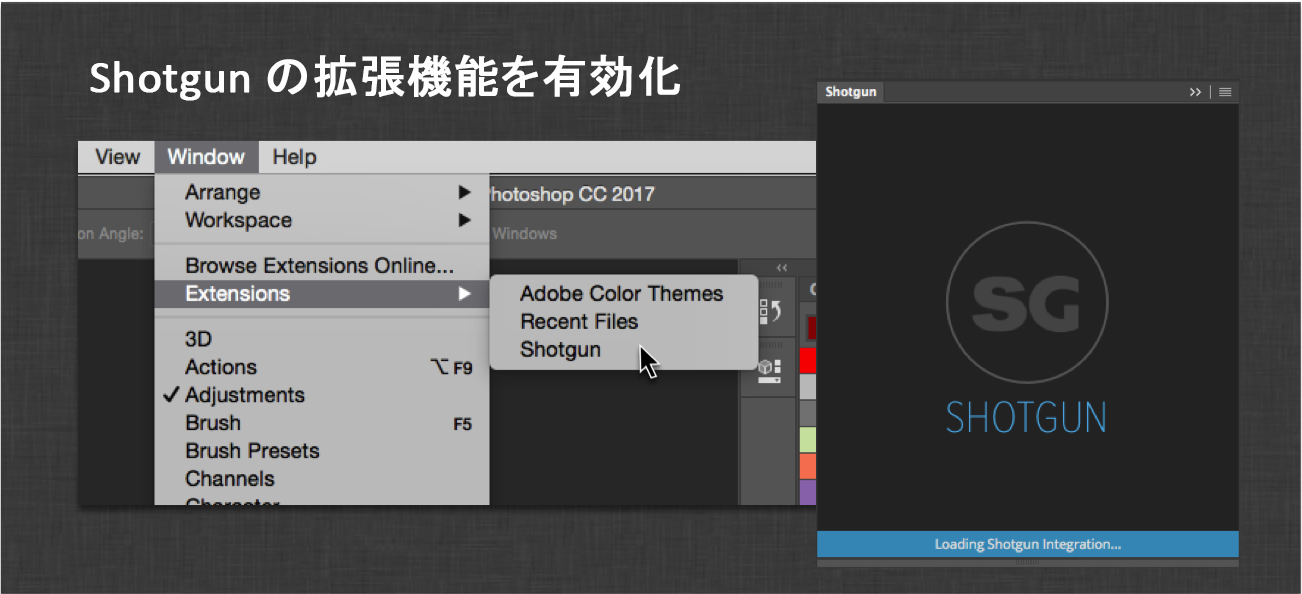 Shotgun の拡張機能を有効化
View Window Help
Arrange
Workspace
Browse Extensions Online...
Extensions
3D
Actions ⌥F9
✓ Adjustments
Brush F5
Brush Presets
Channels
Character
hotoshop CC 2017
on Angle:
Windows
Adobe Color Themes
Recent Files
Shotgun
Shotgun
SG
SHOTGUN
Loading Shotgun Integration...